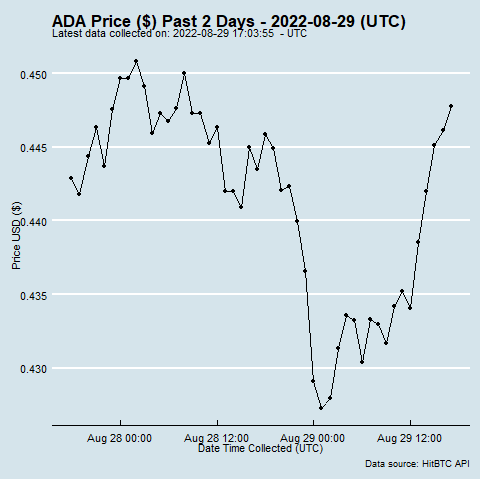 ADA Price ($) Past 2 Days - 2022-08-29 (UTC)
Latest data collected on: 2022-08-29 17:03:55 - UTC
0.450
0.445
0.440
0.435
0.430
Price USD ($)
Aug 28 00:00 Aug 28 12:00 Aug 29 00:00 Aug 29 12:00
Date Time Collected (UTC)
Data source: HitBTC API